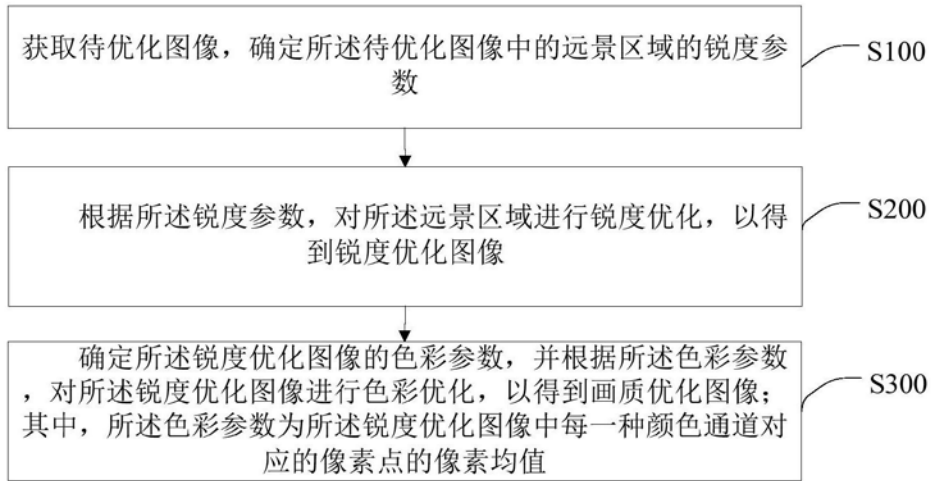 获取待优化图像，确定所述待优化图像中的远景区域的锐度参
数
S100
根据所述锐度参数，对所述远景区域进行锐度优化，以得
到锐度优化图像
S200
确定所述锐度优化图像的色彩参数，并根据所述色彩参数
，对所述锐度优化图像进行色彩优化，以得到画质优化图像；
其中，所述色彩参数为所述锐度优化图像中每一种颜色通道对
应的像素点的像素均值
S300